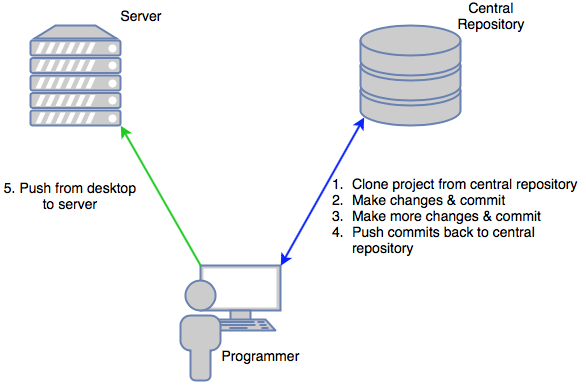 Server
Central
Repository
5. Push from desktop
to server
1. Clone project from central repository
2. Make changes & commit
3. Make more changes & commit
4. Push commits back to central
repository
Programmer